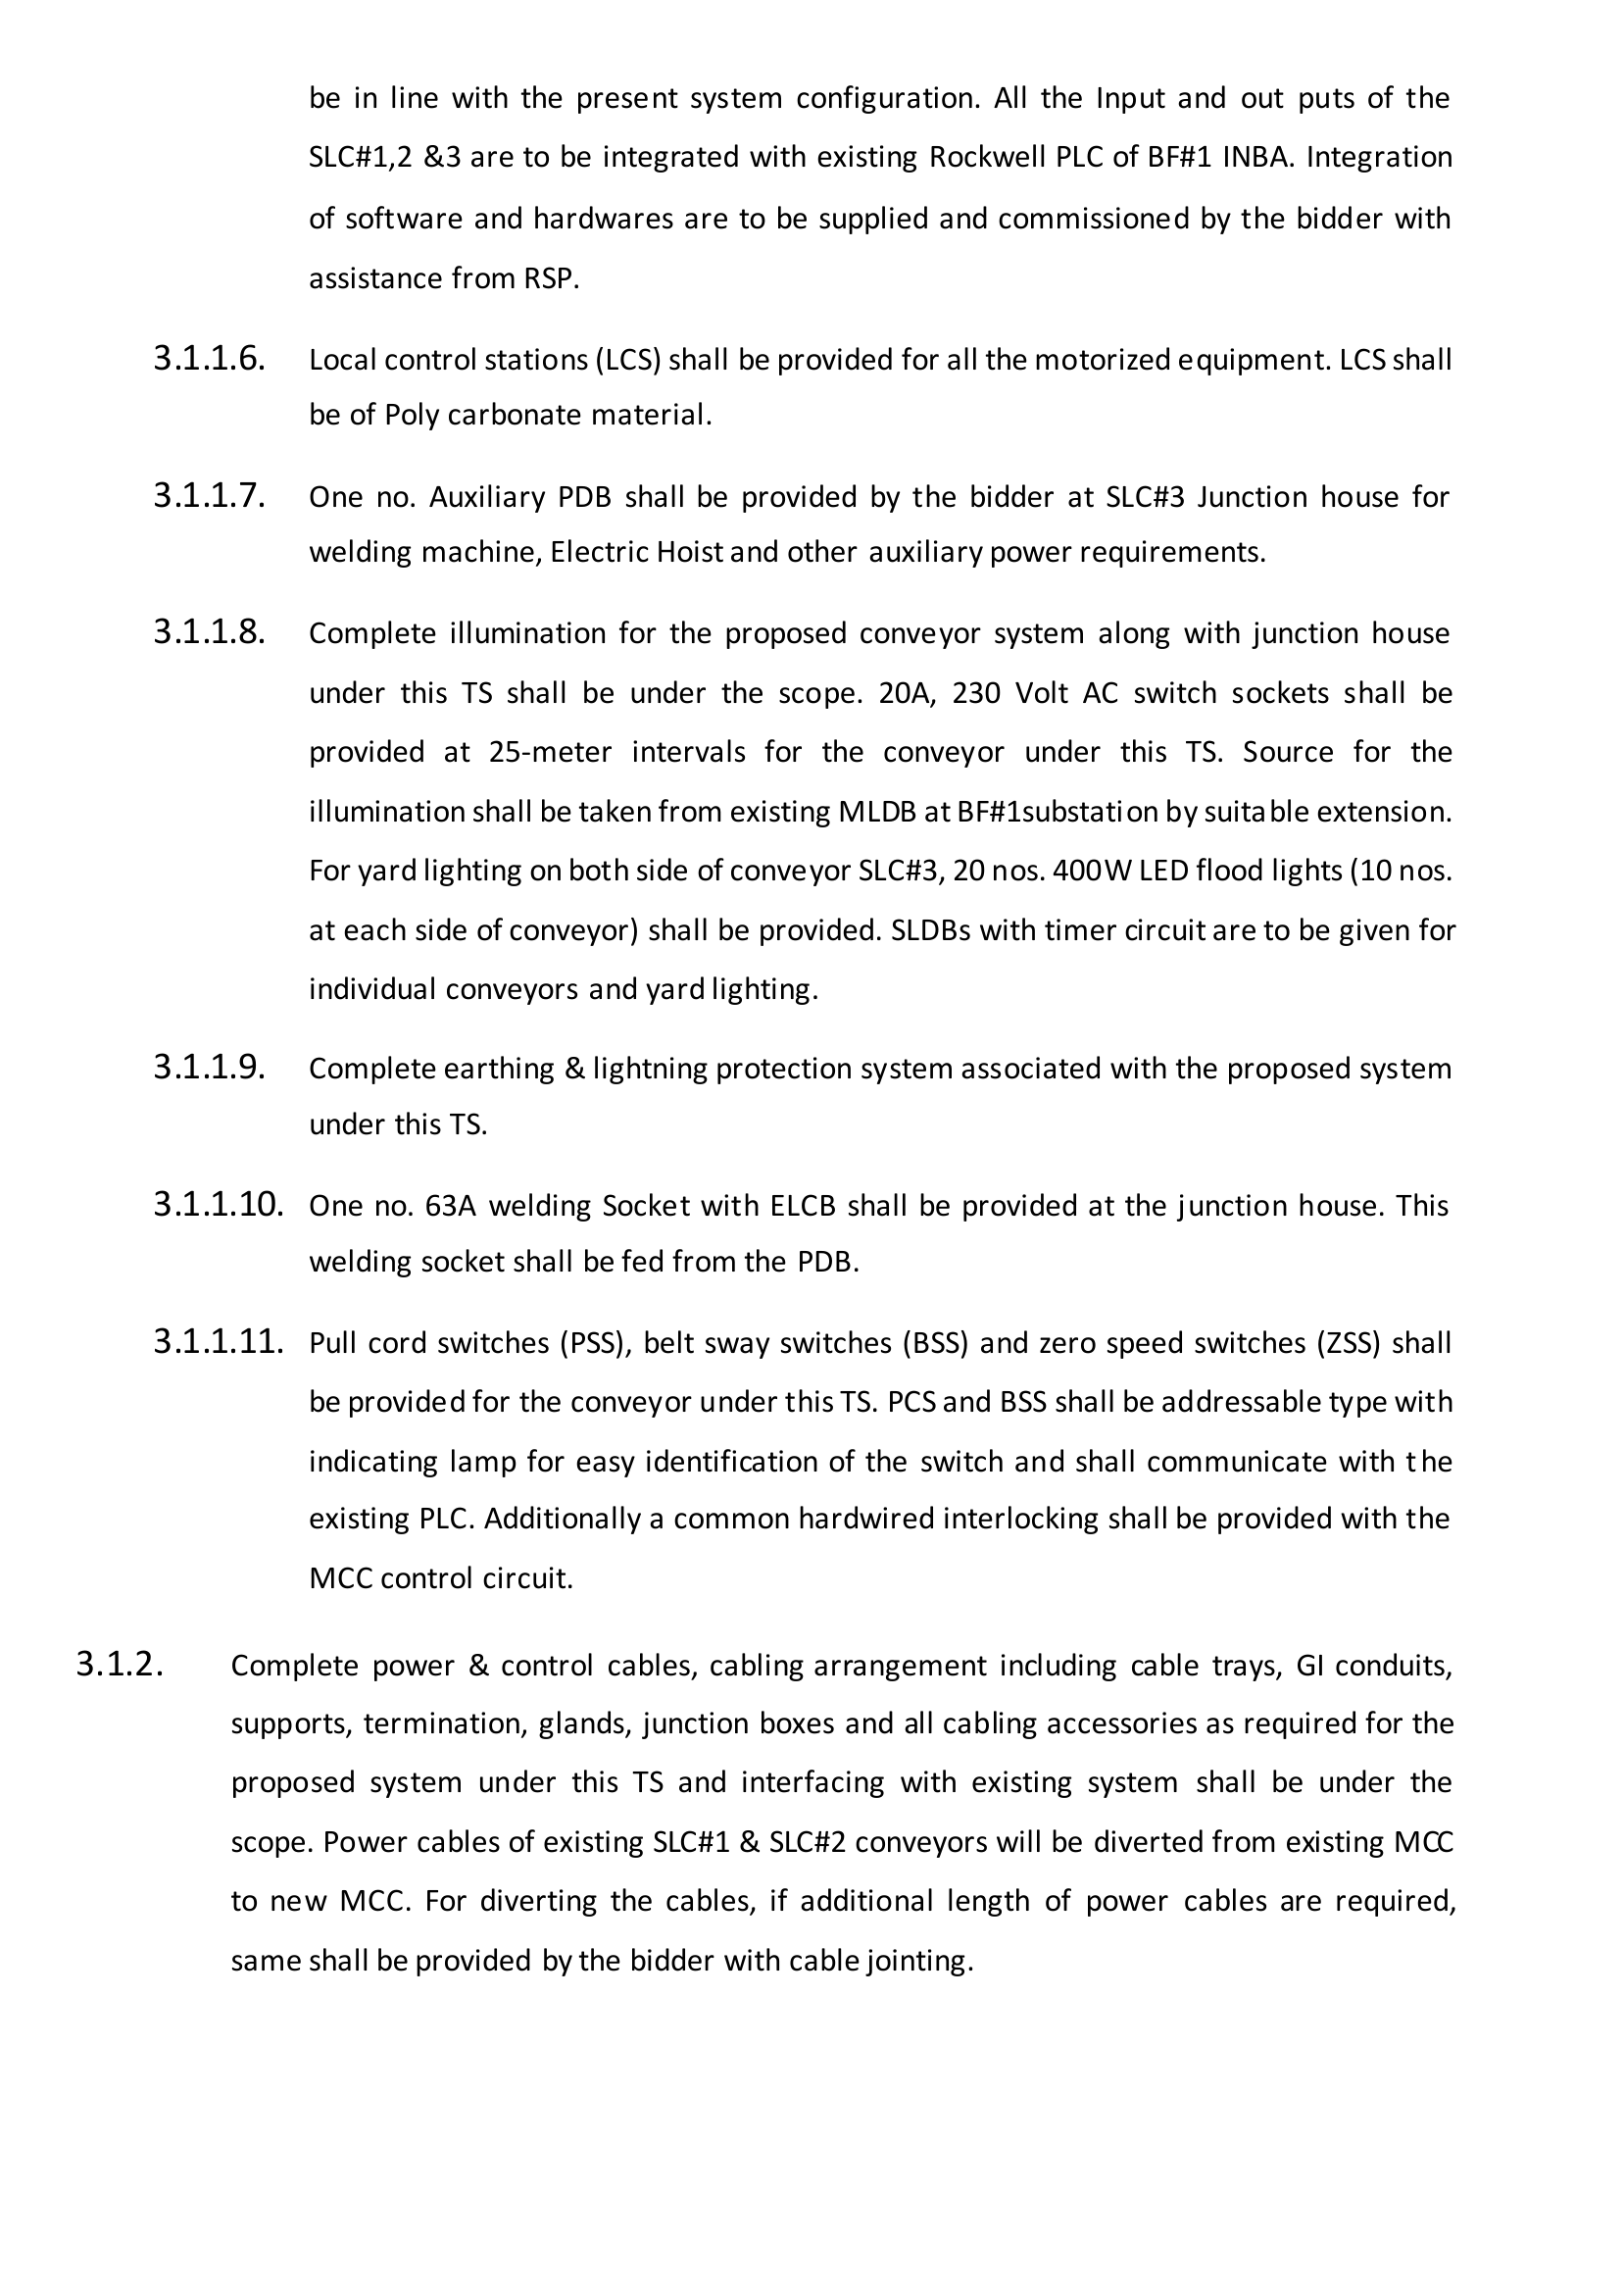 be in line with the present system configuration. All the Input and out puts of the
SLC#1,2 &3 are to be integrated with existing Rockwell PLC of BF#1 INBA. Integration
of software and hardwares are to be supplied and commissioned by the bidder with
assistance from RSP.
3.1.1.6. Local control stations (LCS) shall be provided for all the motorized equipment. LCS shall
be of Poly carbonate material.
3.1.1.7. One no. Auxiliary PDB shall be provided by the bidder at SLC#3 Junction house for
welding machine, Electric Hoist and other auxiliary power requirements.
3.1.1.8. Complete illumination for the proposed conveyor system along with junction house
under this TS shall be under the scope. 20A, 230 Volt AC switch sockets shall be
provided at 25-meter intervals for the conveyor under this TS. Source for the
illumination shall be taken from existing MLDB at BF#1substation by suitable extension.
For yard lighting on both side of conveyor SLC#3, 20 nos. 400W LED flood lights (10 nos.
at each side of conveyor) shall be provided. SLDBs with timer circuit are to be given for
individual conveyors and yard lighting.
3.1.1.9. Complete earthing & lightning protection system associated with the proposed system
under this TS.
3.1.1.10. One no. 63A welding Socket with ELCB shall be provided at the junction house. This
welding socket shall be fed from the PDB.
3.1.1.11. Pull cord switches (PSS), belt sway switches (BSS) and zero speed switches (ZSS) shall
be provided for the conveyor under this TS. PCS and BSS shall be addressable type with
indicating lamp for easy identification of the switch and shall communicate with the
existing PLC. Additionally a common hardwired interlocking shall be provided with the
MCC control circuit.
3.1.2. Complete power & control cables, cabling arrangement including cable trays, GI conduits,
supports, termination, glands, junction boxes and all cabling accessories as required for the
proposed system under this TS and interfacing with existing system shall be under the
scope. Power cables of existing SLC#1 & SLC#2 conveyors will be diverted from existing MCC
to new MCC. For diverting the cables, if additional length of power cables are required,
same shall be provided by the bidder with cable jointing.